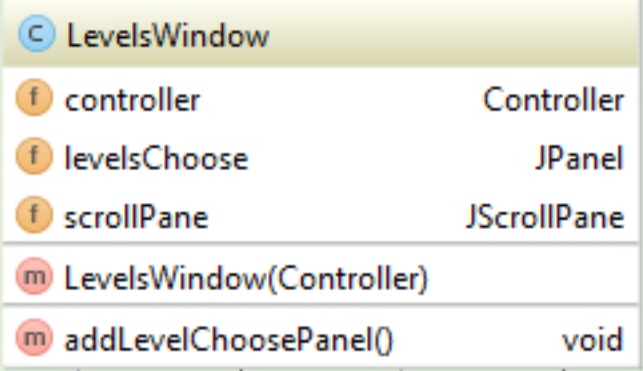 C LevelsWindow
f controller Controller
f levelsChoose JPanel
f scrollPane JScrollPane
m LevelsWindow(Controller)
m addLevelChoosePanel() void